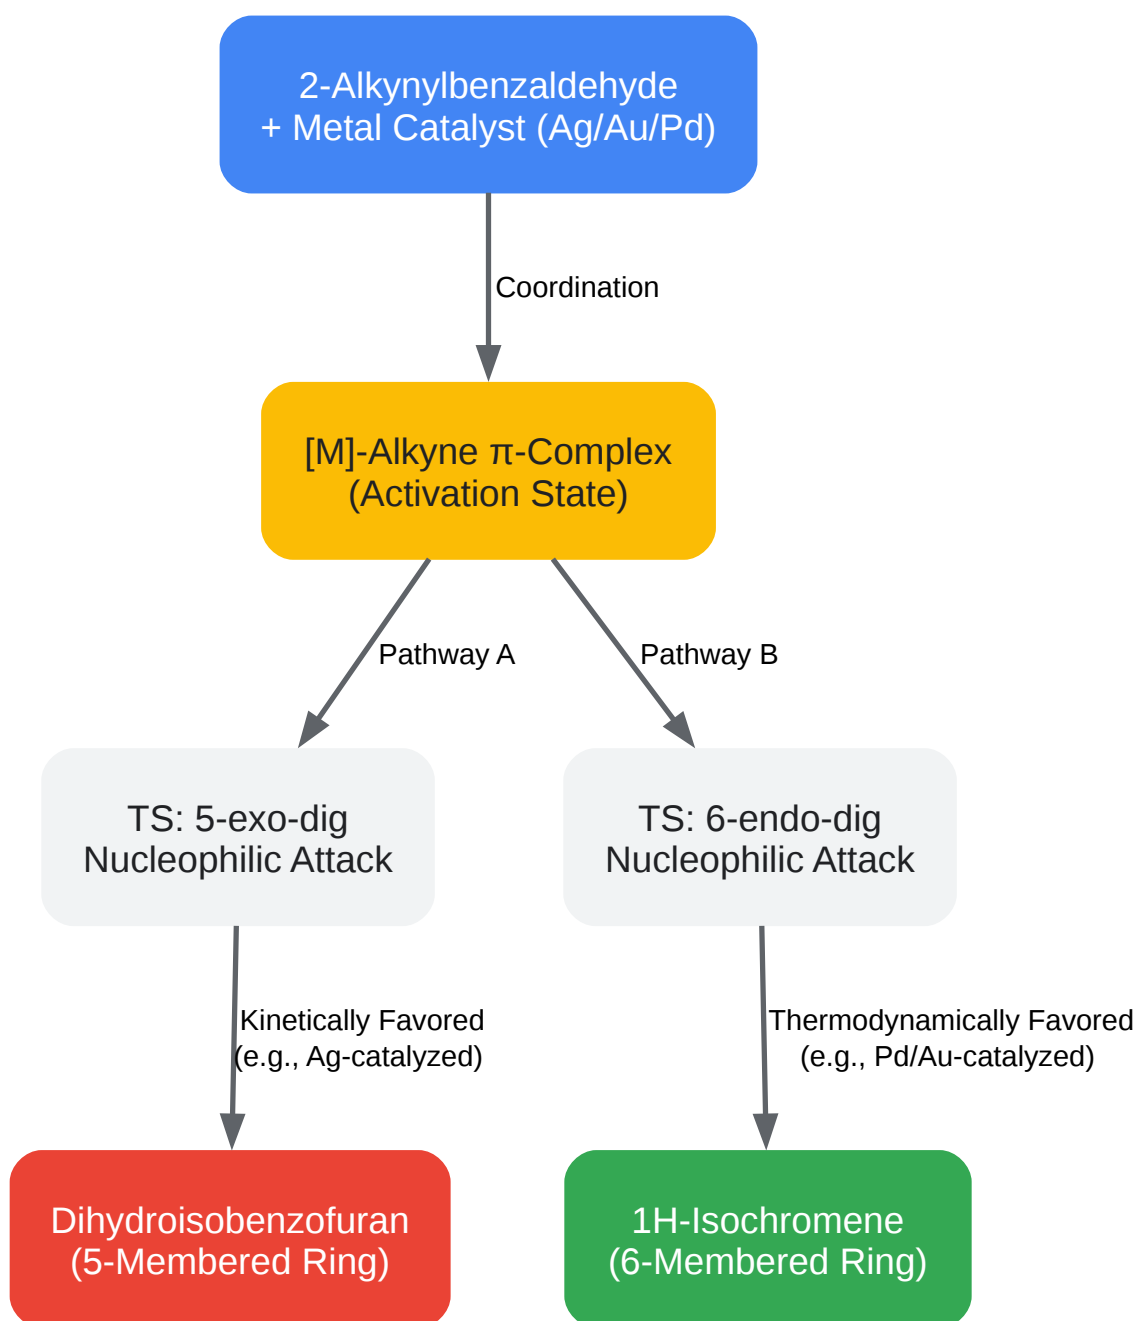 2-Alkynylbenzaldehyde
+ Metal Catalyst (Ag/Au/Pd)
Coordination
[M]-Alkyne π-Complex
(Activation State)
Pathway A
Pathway B
TS: 5-exo-dig
Nucleophilic Attack
TS: 6-endo-dig
Nucleophilic Attack
Kinetically Favored
(e.g., Ag-catalyzed)
Thermodynamically Favored
(e.g., Pd/Au-catalyzed)
Dihydroisobenzofuran
(5-Membered Ring)
1H-Isochromene
(6-Membered Ring)